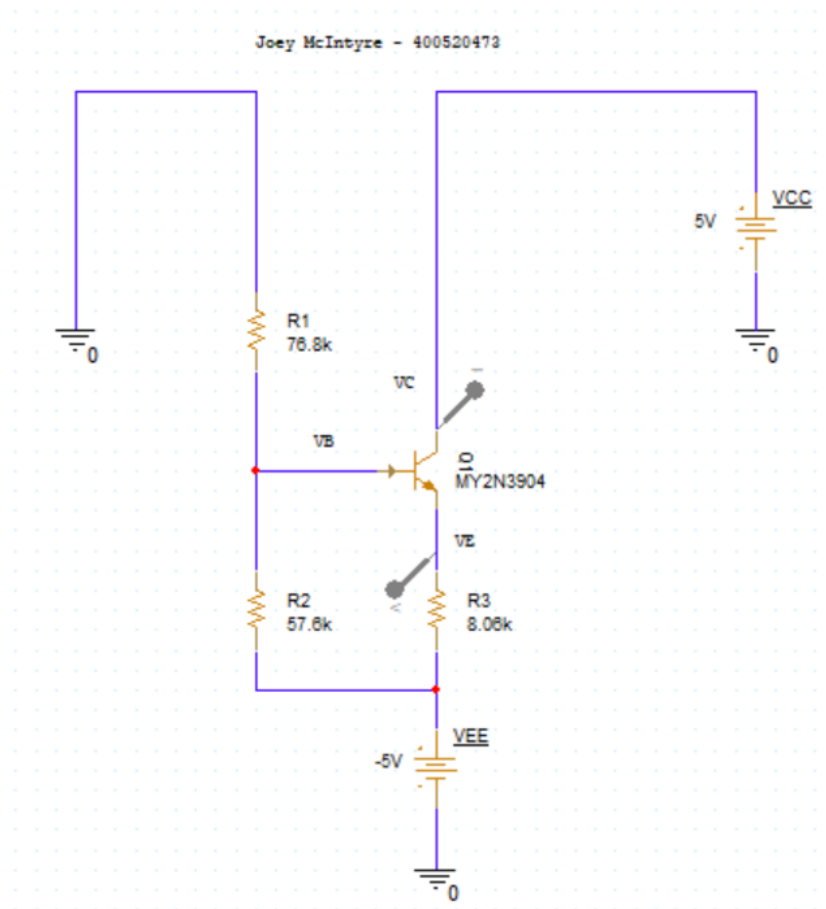 Joey McIntyre - 400520473
VCC
5V
0
0
R1
76.8k
VC
VB
Q1
MY2N3904
VE
R2
57.6k
R3
8.06k
VEE
-5V
0